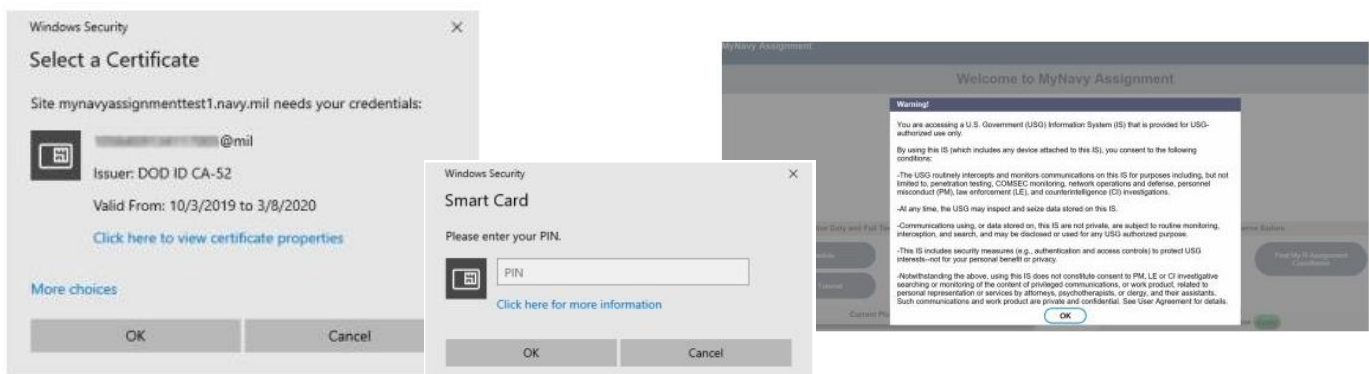 Windows Security
Select a Certificate
Site mynavyassignmenttest1.navy.mil needs your credentials:
@mil
Issuer: DOD ID CA-52
Valid From: 10/3/2019 to 3/8/2020
Click here to view certificate properties
More choices
OK
Cancel
Windows Security
Smart Card
Please enter your PIN.
PIN
Click here for more information
OK
Cancel
MyNavy Assignment
Welcome to MyNavy Assignment
Warning!
You are accessing a U.S. Government (USG) Information System (IS) that is provided for USG-
authorized use only.
By using this IS (which includes any device attached to this IS), you consent to the following
conditions:
-The USG routinely intercepts and monitors communications on this IS for purposes including, but not
limited to, penetration testing, COMSEC monitoring, network operations and defense, personnel
misconduct (PM), law enforcement (LE), and counterintelligence (CI) investigations.
-At any time, the USG may inspect and seize data stored on this IS.
-Communications using, or data stored on, this IS are not private, are subject to routine monitoring,
interception, and search, and may be disclosed or used for any USG authorized purpose.
-This IS includes security measures (e.g., authentication and access controls) to protect USG
interests--not for your personal benefit or privacy.
-Notwithstanding the above, using this IS does not constitute consent to PM, LE or CI investigative
searching or monitoring of the content of privileged communications, or work product, related to
personal representation or services by attorneys, psychotherapists, or clergy, and their assistants.
Such communications and work product are private and confidential. See User Agreement for details.
OK
Duty and Full
Tutorial
Find My
Assignment
Coordinator
Current